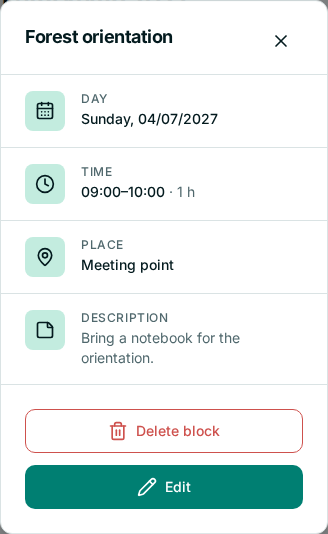 Forest orientation
DAY
Sunday, 04/07/2027
TIME
09:00–10:00 · 1 h
PLACE
Meeting point
DESCRIPTION
Bring a notebook for the
orientation.
Delete block
Edit